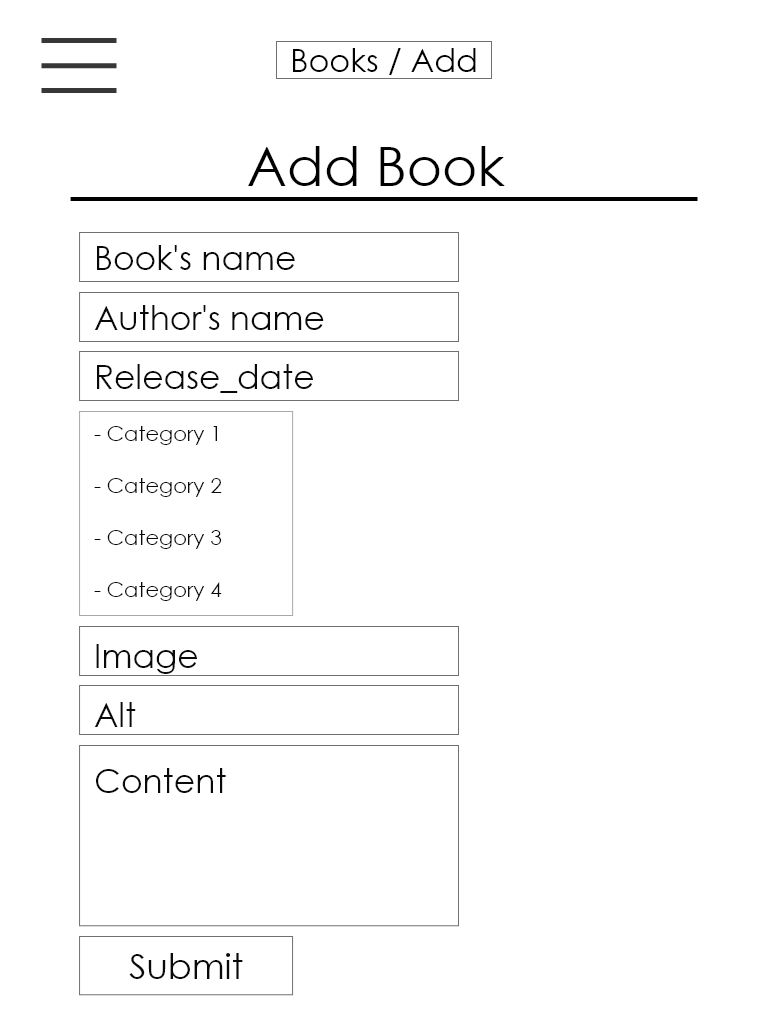 Books / Add
Add Book
Book's name
Author's name
Release_date
- Category 1
- Category 2
- Category 3
- Category 4
Image
Alt
Content
Submit